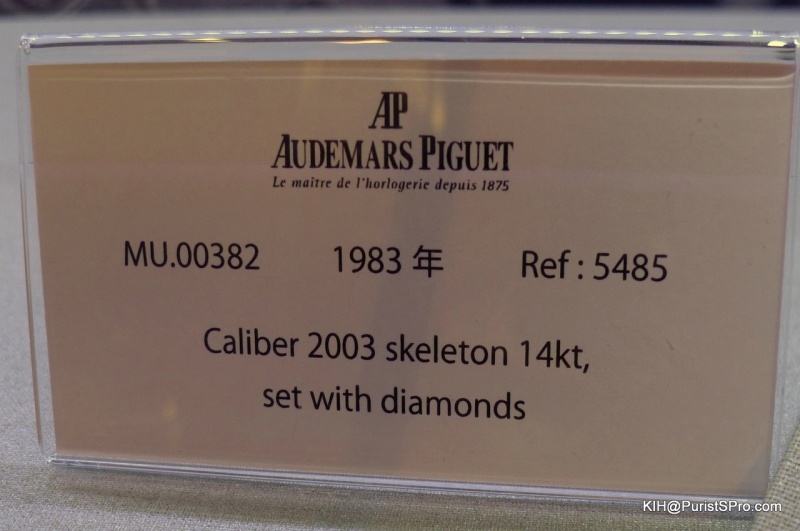 AP
AUDEMARS PIGUET
Le maître de l'horlogerie depuis 1875
MU.00382 1983 年 Ref : 5485
Caliber 2003 skeleton 14kt,
set with diamonds
KIH@PuristSPro.com